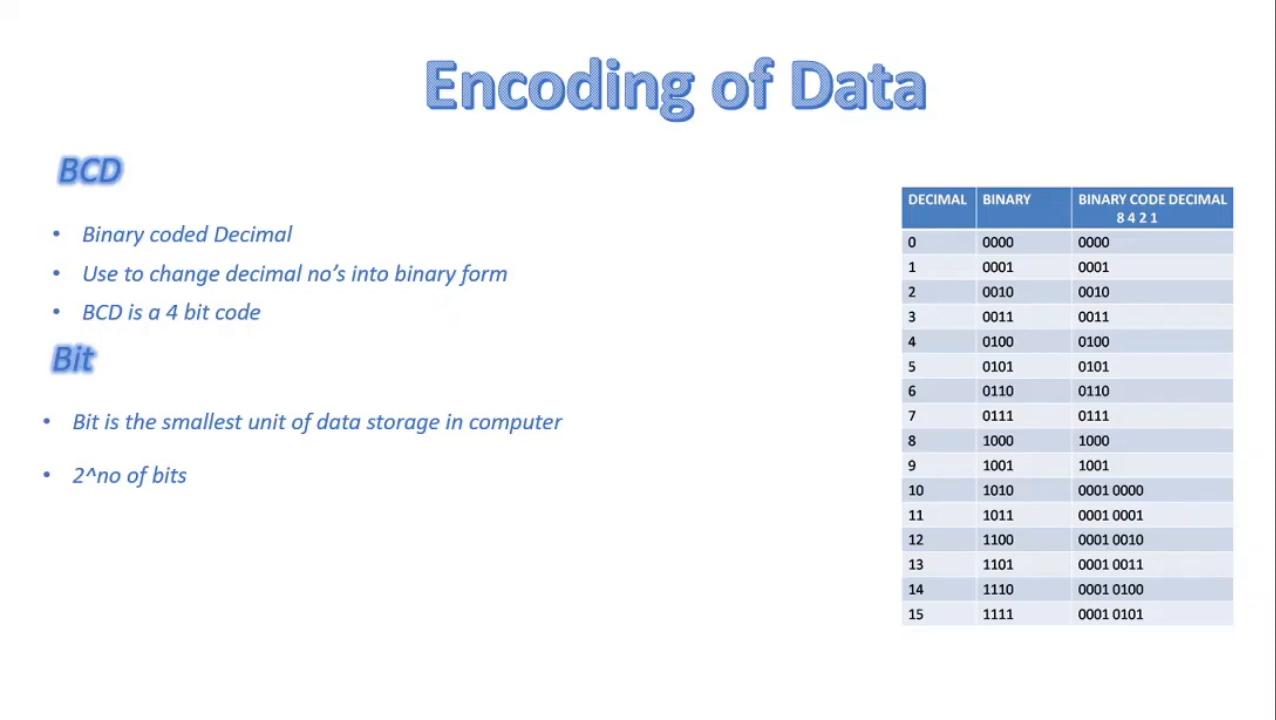 Encoding of Data
BCD
• Binary coded Decimal
• Use to change decimal no’s into binary form
• BCD is a 4 bit code
Bit
• Bit is the smallest unit of data storage in computer
• 2^no of bits
DECIMAL BINARY BINARY CODE DECIMAL
8 4 2 1
0 0000 0000
1 0001 0001
2 0010 0010
3 0011 0011
4 0100 0100
5 0101 0101
6 0110 0110
7 0111 0111
8 1000 1000
9 1001 1001
10 1010 0001 0000
11 1011 0001 0001
12 1100 0001 0010
13 1101 0001 0011
14 1110 0001 0100
15 1111 0001 0101